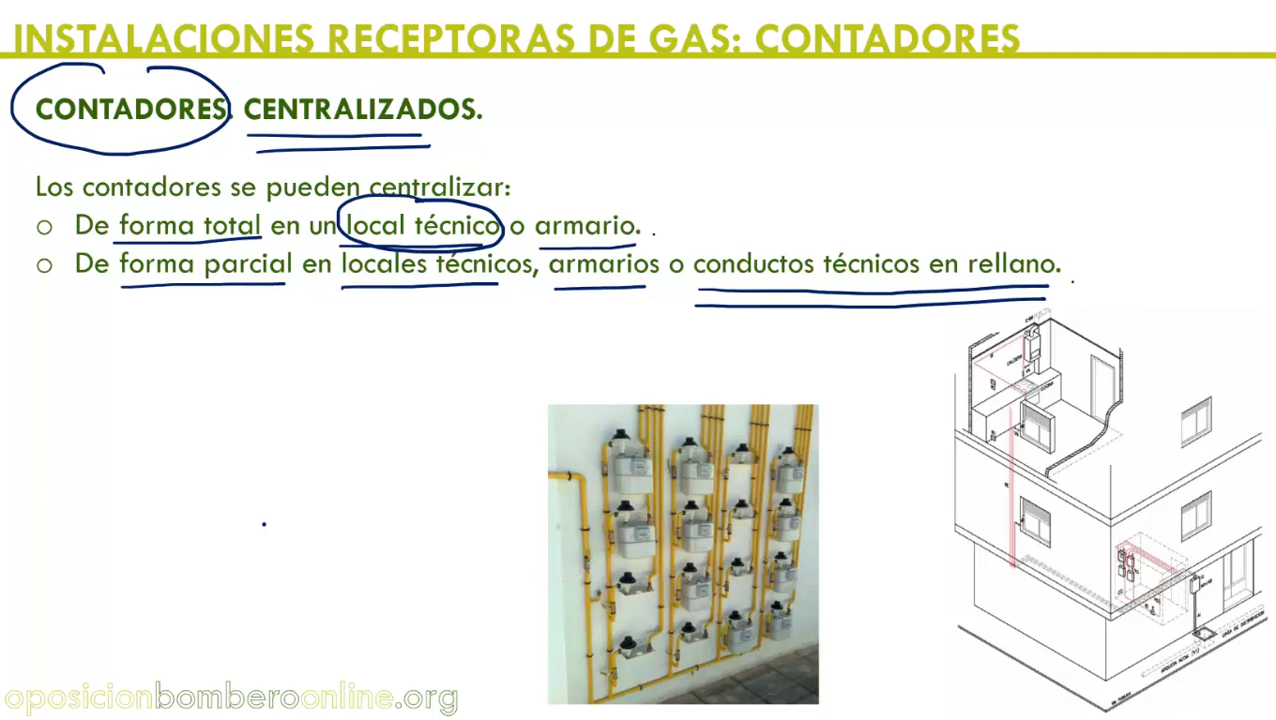 INSTALACIONES RECEPTORAS DE GAS: CONTADORES
CONTADORES. CENTRALIZADOS.
Los contadores se pueden centralizar:
o De forma total en un local técnico o armario.
o De forma parcial en locales técnicos, armarios o conductos técnicos en rellano.
oposicionbomberoonline.org